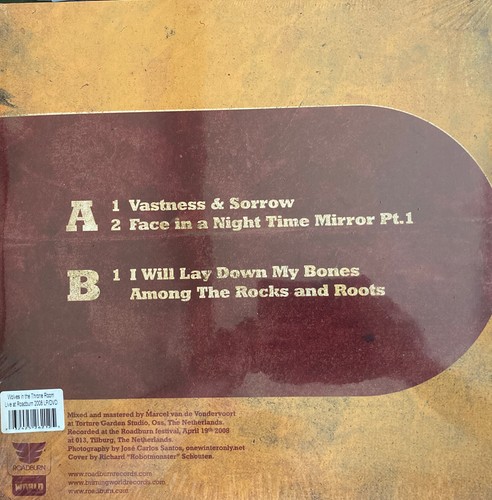 A 1 Vastness & Sorrow
2 Face in a Night Time Mirror Pt.1
B 1 I Will Lay Down My Bones
Among The Rocks and Roots
Wolves in the Throne Room
Live at Roadburn 2008 LP/DVD
ROADBURN
Mixed and mastered by Marcel van de Vondervoort
at Torture Garden Studio, Oss, The Netherlands.
Recorded at the Roadburn festival, April 19th 2008
at 013, Tilburg, The Netherlands.
Photography by José Carlos Santos, onewinteronly.net
Cover by Richard "Robotmonster" Schouten.
www.roadburnrecords.com
www.burningworldrecords.com
www.roadburn.com